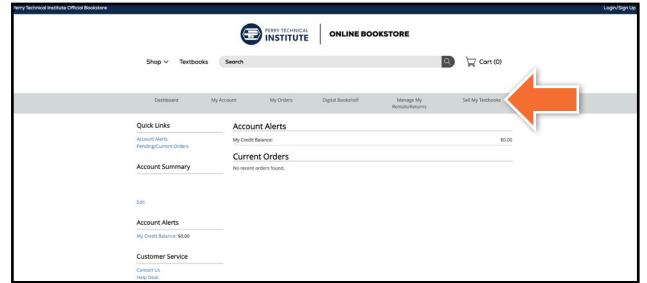 Perry Technical Institute Official Bookstore
Login/Sign Up
PERRY TECHNICAL
INSTITUTE
ONLINE BOOKSTORE
Shop
Textbooks
Search
Cart (0)
Dashboard
My Account
My Orders
Digital Bookshelf
Manage My
Rentals/Returns
Sell My Textbooks
Quick Links
Account Alerts
Pending/Current Orders
Account Summary
Edit
Account Alerts
My Credit Balance: $0.00
Customer Service
Contact Us
Help Desk
Account Alerts
My Credit Balance: $0.00
Current Orders
No recent orders found.